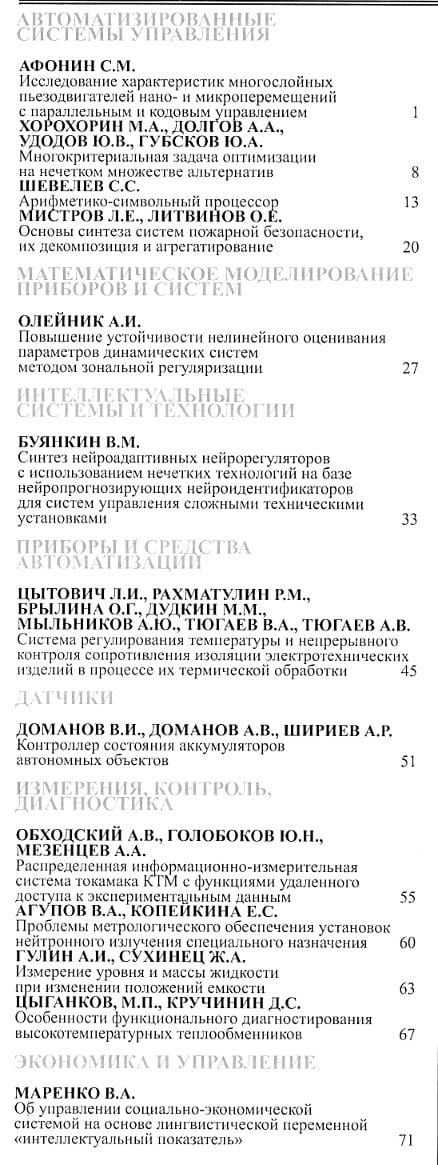 АВТОМАТИЗИРОВАННЫЕ
СИСТЕМЫ УПРАВЛЕНИЯ
АФОНИН С.М.
Исследование характеристик многослойных
пьезодвигателей нано- и микроперемещений
с параллельным и кодовым управлением 1
ХОРОХОРИН М.А., ДОЛГОВ А.А.,
УДОДОВ Ю.В., ГУБСКОВ Ю.А.
Многокритериальная задача оптимизации
на нечетком множестве альтернатив 8
ШЕВЕЛЕВ С.С.
Арифметико-символьный процессор 13
МИСТРОВ Л.Е., ЛИТВИНОВ О.Е.
Основы синтеза систем пожарной безопасности,
их декомпозиция и агрегатирование 20
МАТЕМАТИЧЕСКОЕ МОДЕЛИРОВАНИЕ
ПРИБОРОВ И СИСТЕМ
ОЛЕЙНИК А.И.
Повышение устойчивости нелинейного оценивания
параметров динамических систем
методом зональной регуляризации 27
ИНТЕЛЛЕКТУАЛЬНЫЕ
СИСТЕМЫ И ТЕХНОЛОГИИ
БУЯНКИН В.М.
Синтез нейроадаптивных нейрорегуляторов
с использованием нечетких технологий на базе
нейропрогнозирующих нейроидентификаторов
для систем управления сложными техническими
установками 33
ПРИБОРЫ И СРЕДСТВА
АВТОМАТИЗАЦИИ
ЦЫТОВИЧ Л.И., РАХМАТУЛИН Р.М.,
БРЫЛИНА О.Г., ДУДКИН М.М.,
МЫЛЬНИКОВ А.Ю., ТЮГАЕВ В.А., ТЮГАЕВ А.В.
Система регулирования температуры и непрерывного
контроля сопротивления изоляции электротехнических
изделий в процессе их термической обработки 45
ДАТЧИКИ
ДОМАНОВ В.И., ДОМАНОВ А.В., ШИРИЕВ А.Р.
Контроллер состояния аккумуляторов
автономных объектов 51
ИЗМЕРЕНИЯ, КОНТРОЛЬ,
ДИАГНОСТИКА
ОБХОДСКИЙ А.В., ГОЛОБОКОВ Ю.Н.,
МЕЗЕНЦЕВ А.А.
Распределенная информационно-измерительная
система токамака КТМ с функциями удаленного
доступа к экспериментальным данным 55
АГУПОВ В.А., КОПЕЙКИНА Е.С.
Проблемы метрологического обеспечения установок
нейтронного излучения специального назначения 60
ГУЛИН А.И., СУХИНЕЦ Ж.А.
Измерение уровня и массы жидкости
при изменении положений емкости 63
ЦЫГАНКОВ, М.П., КРУЧИНИН Д.С.
Особенности функционального диагностирования
высокотемпературных теплообменников 67
ЭКОНОМИКА И УПРАВЛЕНИЕ
МАРЕНКО В.А.
Об управлении социально-экономической
системой на основе лингвистической переменной
«интеллектуальный показатель» 71